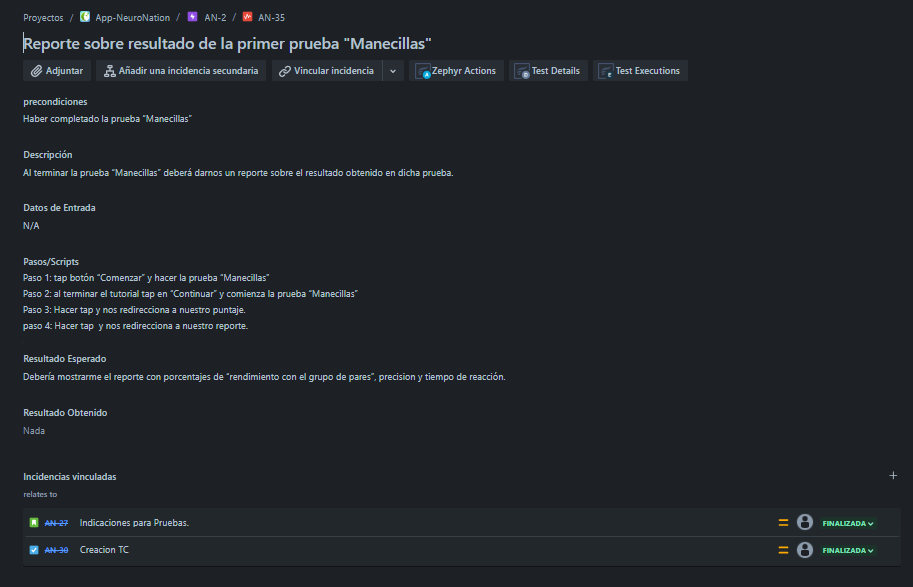 Proyectos / App-NeuroNation / AN-2 / AN-35
Reporte sobre resultado de la primer prueba "Manecillas"
Adjuntar Añadir una incidencia secundaria Vincular incidencia Zephyr Actions Test Details Test Executions
precondiciones
Haber completado la prueba “Manecillas”
Descripción
Al terminar la prueba “Manecillas” deberá darnos un reporte sobre el resultado obtenido en dicha prueba.
Datos de Entrada
N/A
Pasos/Scripts
Paso 1: tap botón “Comenzar” y hacer la prueba “Manecillas”
Paso 2: al terminar el tutorial tap en “Continuar” y comienza la prueba “Manecillas”
Paso 3: Hacer tap y nos redirecciona a nuestro puntaje.
paso 4: Hacer tap y nos redirecciona a nuestro reporte.
Resultado Esperado
Debería mostrarme el reporte con porcentajes de “rendimiento con el grupo de pares”, precision y tiempo de reacción.
Resultado Obtenido
Nada
Incidencias vinculadas
relates to
AN-27 Indicaciones para Pruebas. FINALIZADA
AN-30 Creacion TC FINALIZADA